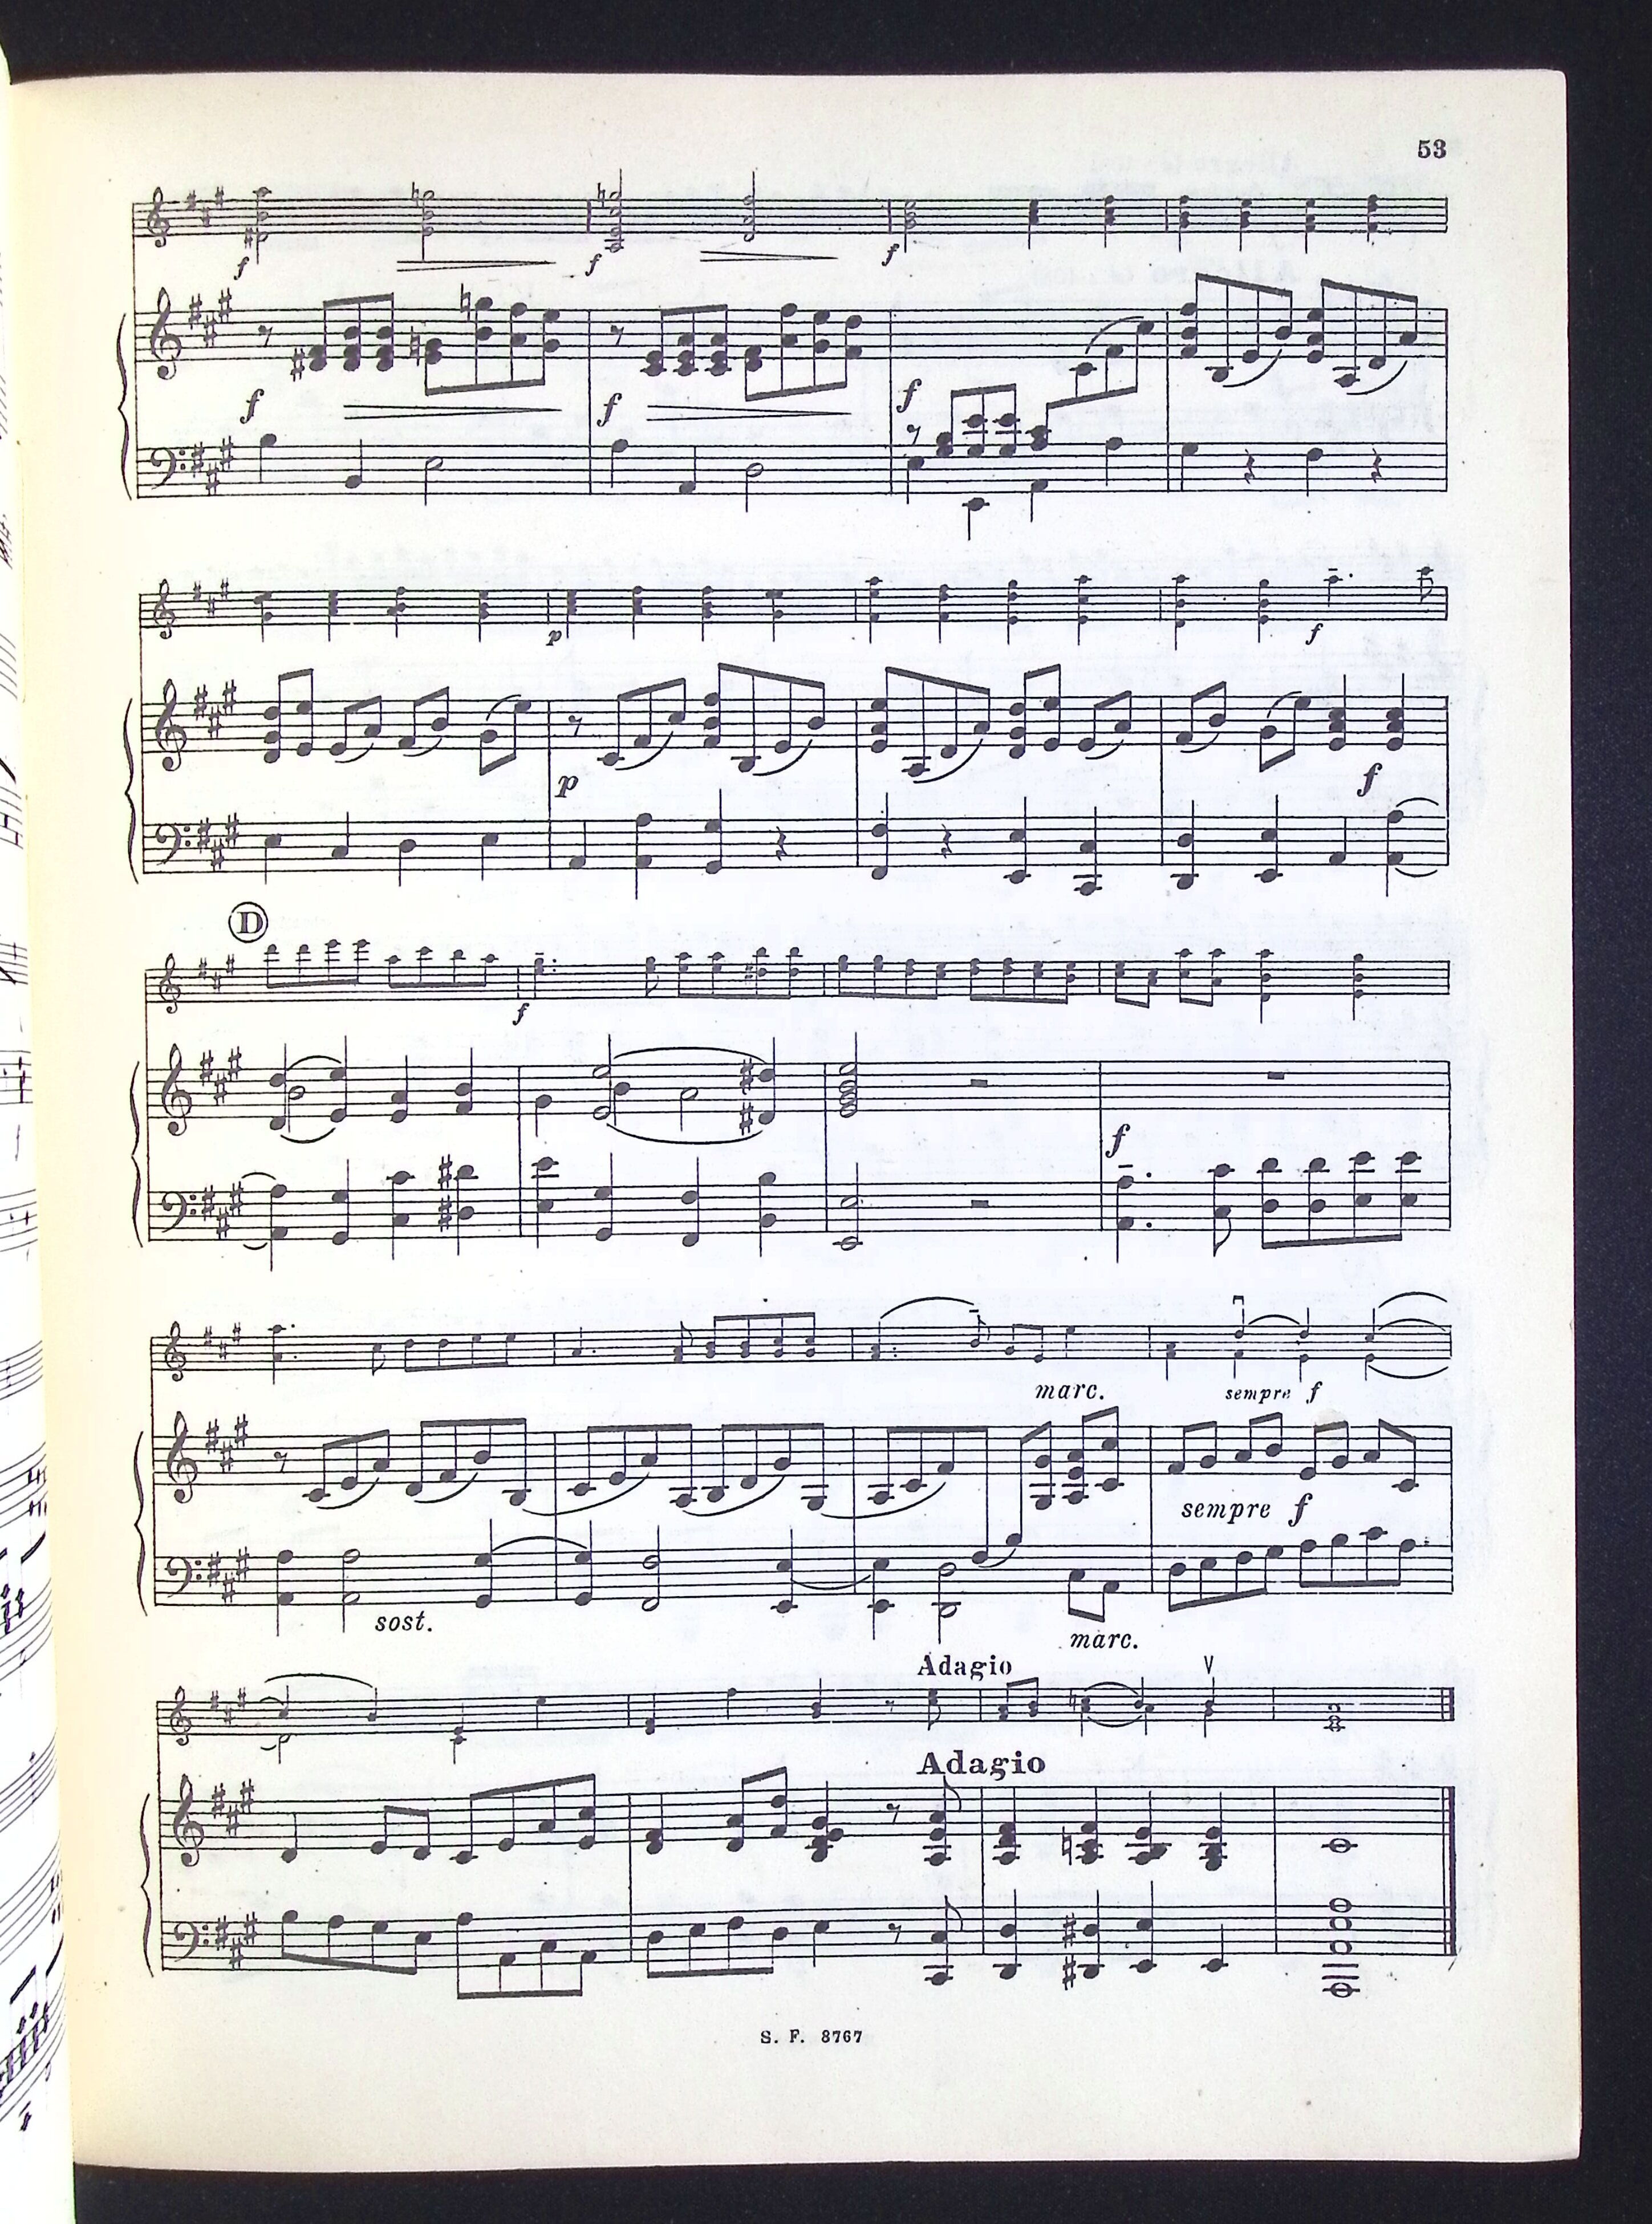 53
f f f
f f f
p f
p f
D
f
f
marc. sempre f
sempre f
sost.
marc.
Adagio V
Adagio
S. F. 8767